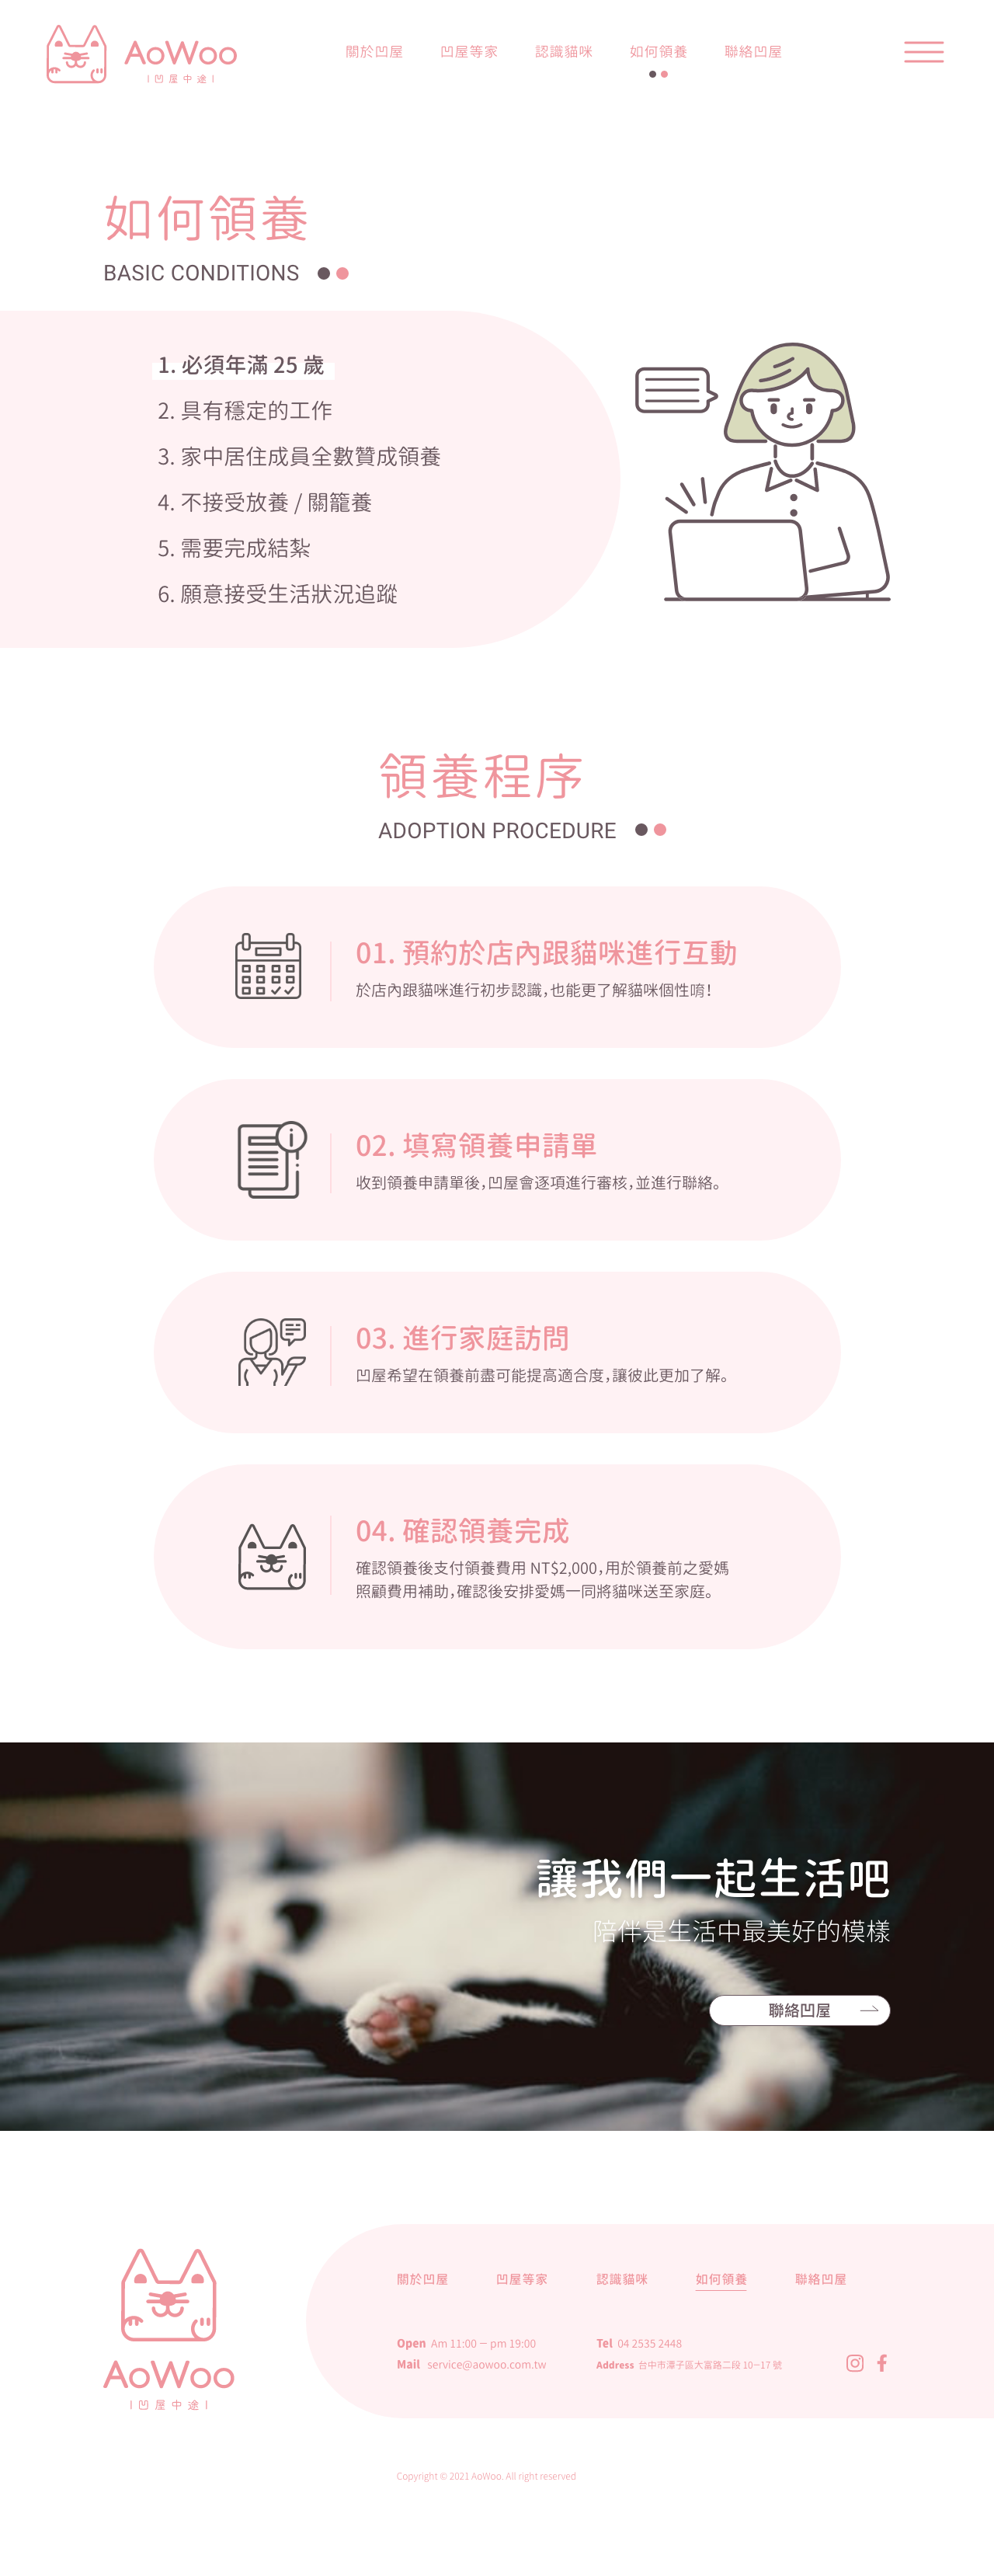 AoWoo
凹屋中途
關於凹屋
凹屋等家
認識貓咪
如何領養
聯絡凹屋
如何領養
BASIC CONDITIONS
1. 必須年滿 25 歲
2. 具有穩定的工作
3. 家中居住成員全數贊成領養
4. 不接受放養 / 關籠養
5. 需要完成結紮
6. 願意接受生活狀況追蹤
領養程序
ADOPTION PROCEDURE
01. 預約於店內跟貓咪進行互動
於店內跟貓咪進行初步認識，也能更了解貓咪個性唷！
02. 填寫領養申請單
收到領養申請單後，凹屋會逐項進行審核，並進行聯絡。
03. 進行家庭訪問
凹屋希望在領養前盡可能提高適合度，讓彼此更加了解。
04. 確認領養完成
確認領養後支付領養費用 NT$2,000，用於領養前之愛媽
照顧費用補助，確認後安排愛媽一同將貓咪送至家庭。
讓我們一起生活吧
陪伴是生活中最美好的模樣
聯絡凹屋
AoWoo
凹屋中途
關於凹屋
凹屋等家
認識貓咪
如何領養
聯絡凹屋
Open Am 11:00 – pm 19:00
Tel 04 2535 2448
Mail service@aowoo.com.tw
Address 台中市潭子區大富路二段 10–17 號
Copyright © 2021 AoWoo. All right reserved